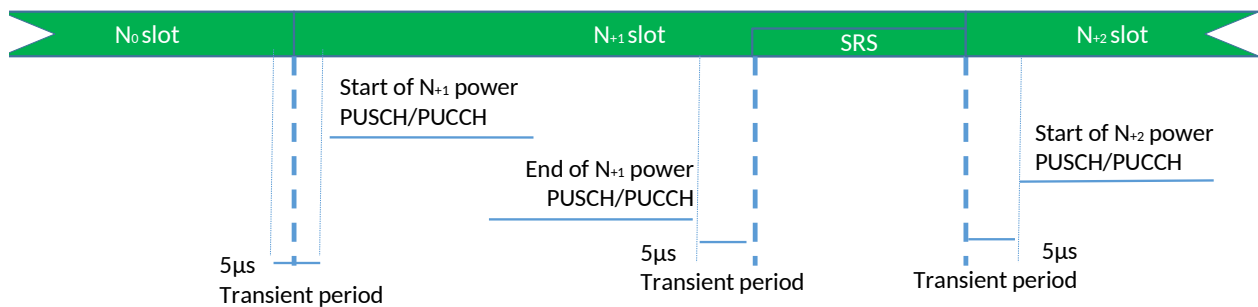 N₀ slot
N₊₁ slot
SRS
N₊₂ slot
Start of N₊₁ power
PUSCH/PUCCH
Start of N₊₂ power
PUSCH/PUCCH
End of N₊₁ power
PUSCH/PUCCH
5µs
Transient period
5µs
Transient period
5µs
Transient period